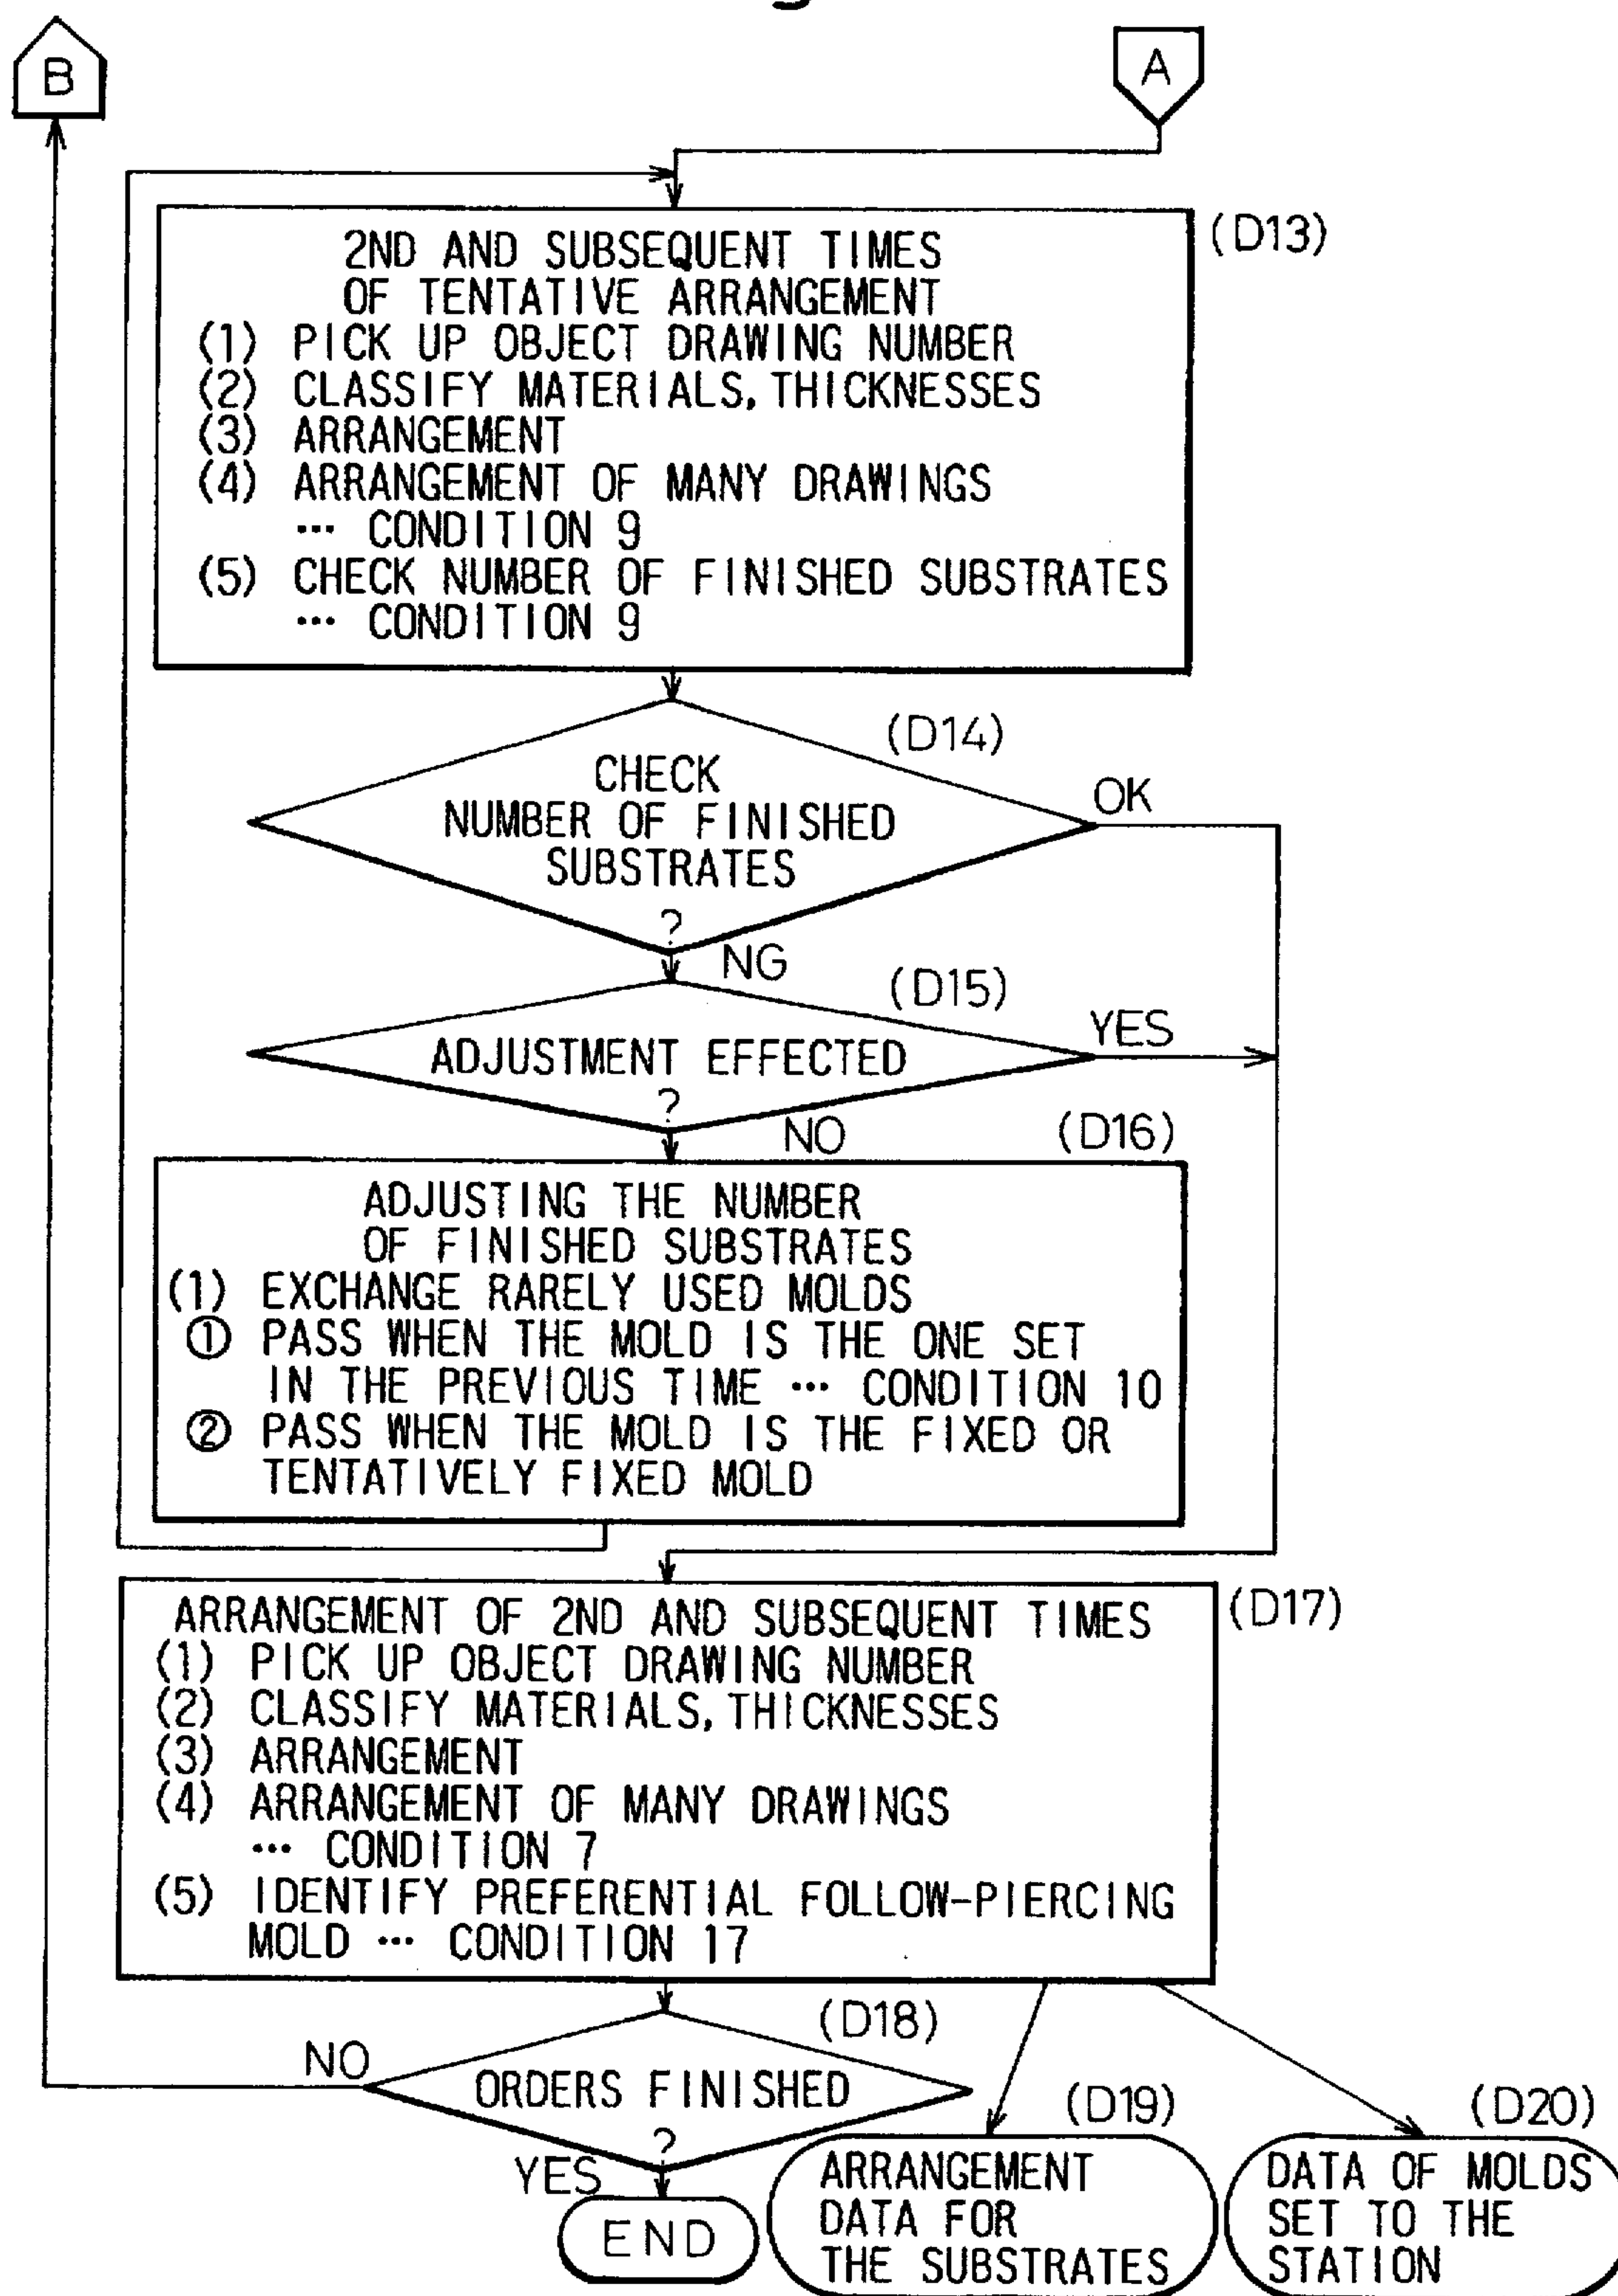 B
A
(D13)
2ND AND SUBSEQUENT TIMES
OF TENTATIVE ARRANGEMENT
(1) PICK UP OBJECT DRAWING NUMBER
(2) CLASSIFY MATERIALS, THICKNESSES
(3) ARRANGEMENT
(4) ARRANGEMENT OF MANY DRAWINGS
… CONDITION 9
(5) CHECK NUMBER OF FINISHED SUBSTRATES
… CONDITION 9
(D14)
CHECK
NUMBER OF FINISHED
SUBSTRATES
?
OK
NG
(D15)
ADJUSTMENT EFFECTED
?
YES
NO
(D16)
ADJUSTING THE NUMBER
OF FINISHED SUBSTRATES
(1) EXCHANGE RARELY USED MOLDS
① PASS WHEN THE MOLD IS THE ONE SET
IN THE PREVIOUS TIME … CONDITION 10
② PASS WHEN THE MOLD IS THE FIXED OR
TENTATIVELY FIXED MOLD
(D17)
ARRANGEMENT OF 2ND AND SUBSEQUENT TIMES
(1) PICK UP OBJECT DRAWING NUMBER
(2) CLASSIFY MATERIALS, THICKNESSES
(3) ARRANGEMENT
(4) ARRANGEMENT OF MANY DRAWINGS
… CONDITION 7
(5) IDENTIFY PREFERENTIAL FOLLOW-PIERCING
MOLD … CONDITION 17
(D18)
NO
ORDERS FINISHED
?
YES
END
(D19)
ARRANGEMENT
DATA FOR
THE SUBSTRATES
(D20)
DATA OF MOLDS
SET TO THE
STATION